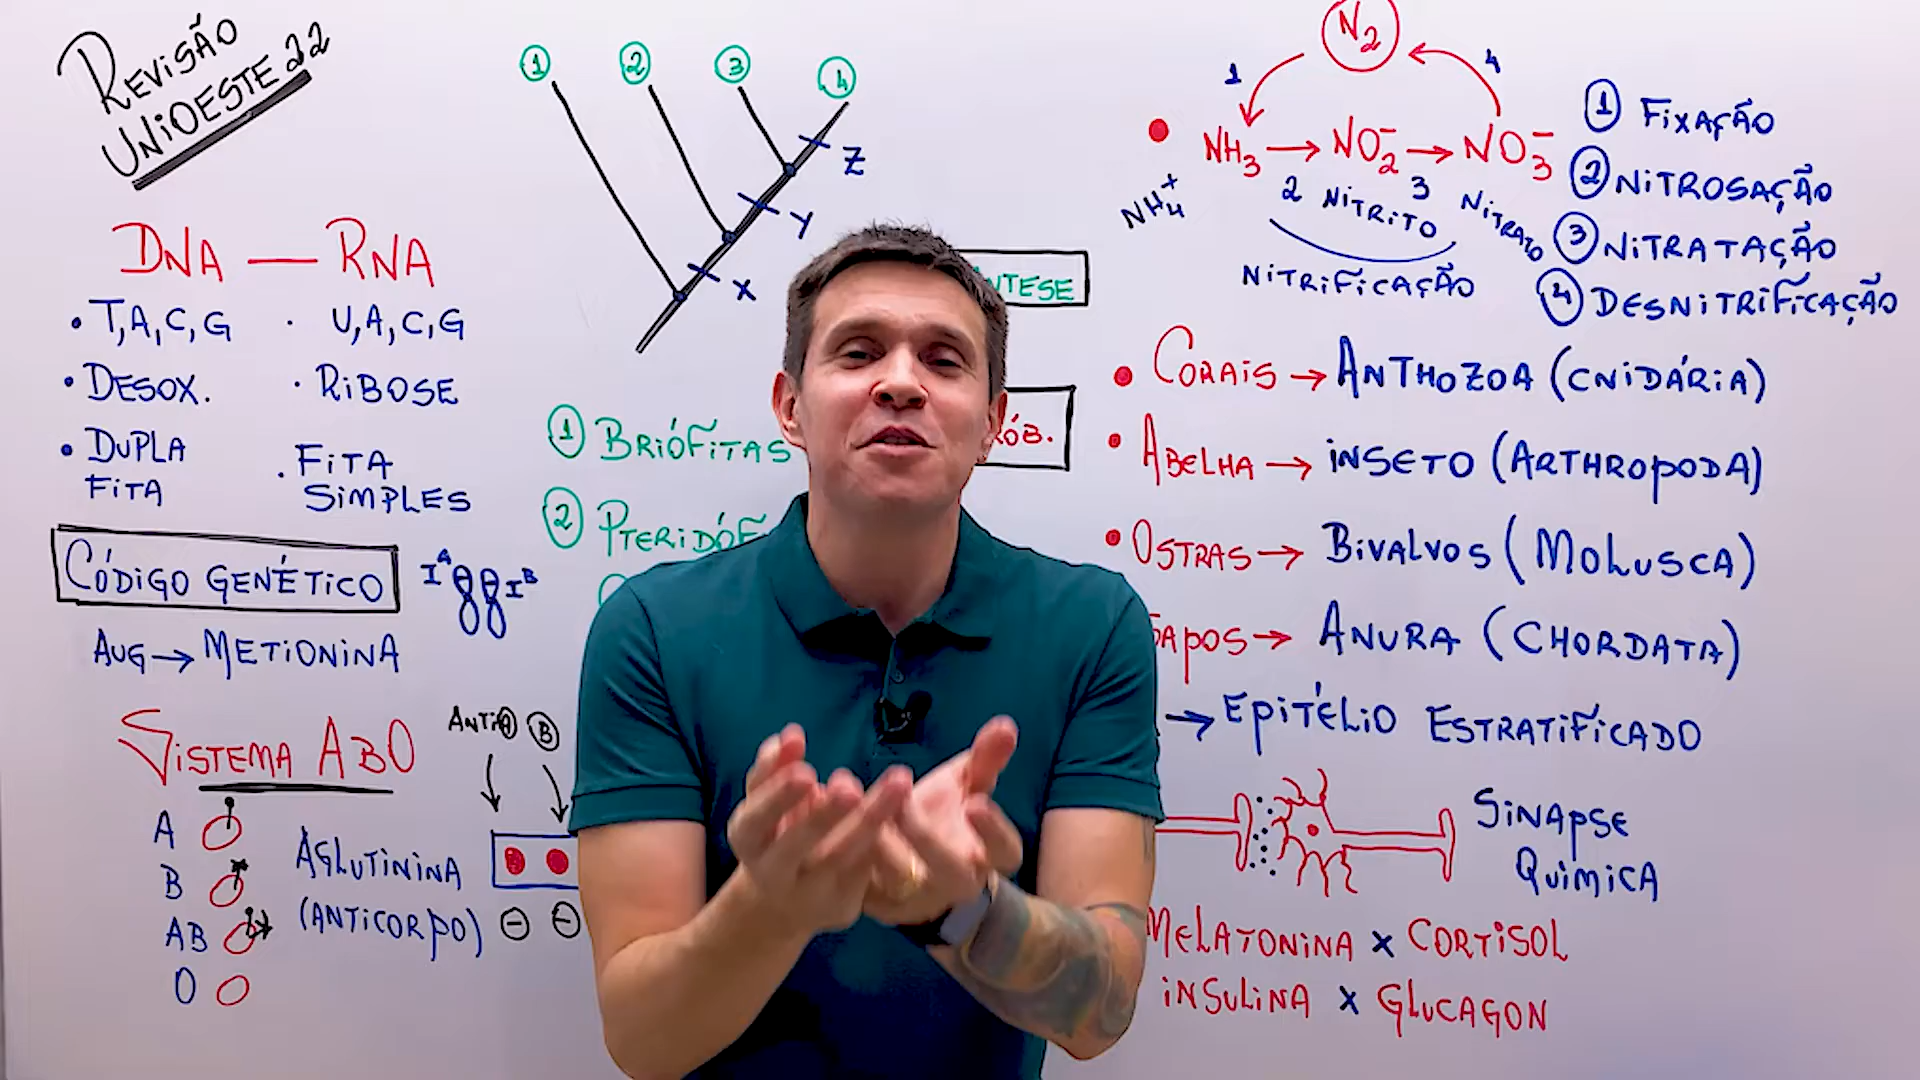 REVISÃO
UNIOESTE 22
DNA — RNA
• T, A, C, G
• U, A, C, G
• DESOX.
• RIBOSE
• DUPLA
FITA
• FITA
SIMPLES
CÓDIGO GENÉTICO
AUG → METIONINA
I^A I^B
SISTEMA ABO
A
B
AB
O
AGLUTININA
(ANTICORPO)
ANTI A B
1 2 3 4
X
Y
Z
1 BRIÓFITAS
2
N2
1
4
• NH3 → NO2- → NO3-
NH4+
2 NITRITO 3 NITRATO
NITRIFICAÇÃO
1 FIXAÇÃO
2 NITROSAÇÃO
3 NITRATAÇÃO
4 DESNITRIFICAÇÃO
• CORAIS → ANTHOZOA (CNIDÁRIA)
• ABELHA → INSETO (ARTHROPODA)
• OSTRAS → BIVALVOS (MOLUSCA)
SAPOS → ANURA (CHORDATA)
→ EPITÉLIO ESTRATIFICADO
SINAPSE
QUIMICA
MELATONINA X CORTISOL
INSULINA X GLUCAGON